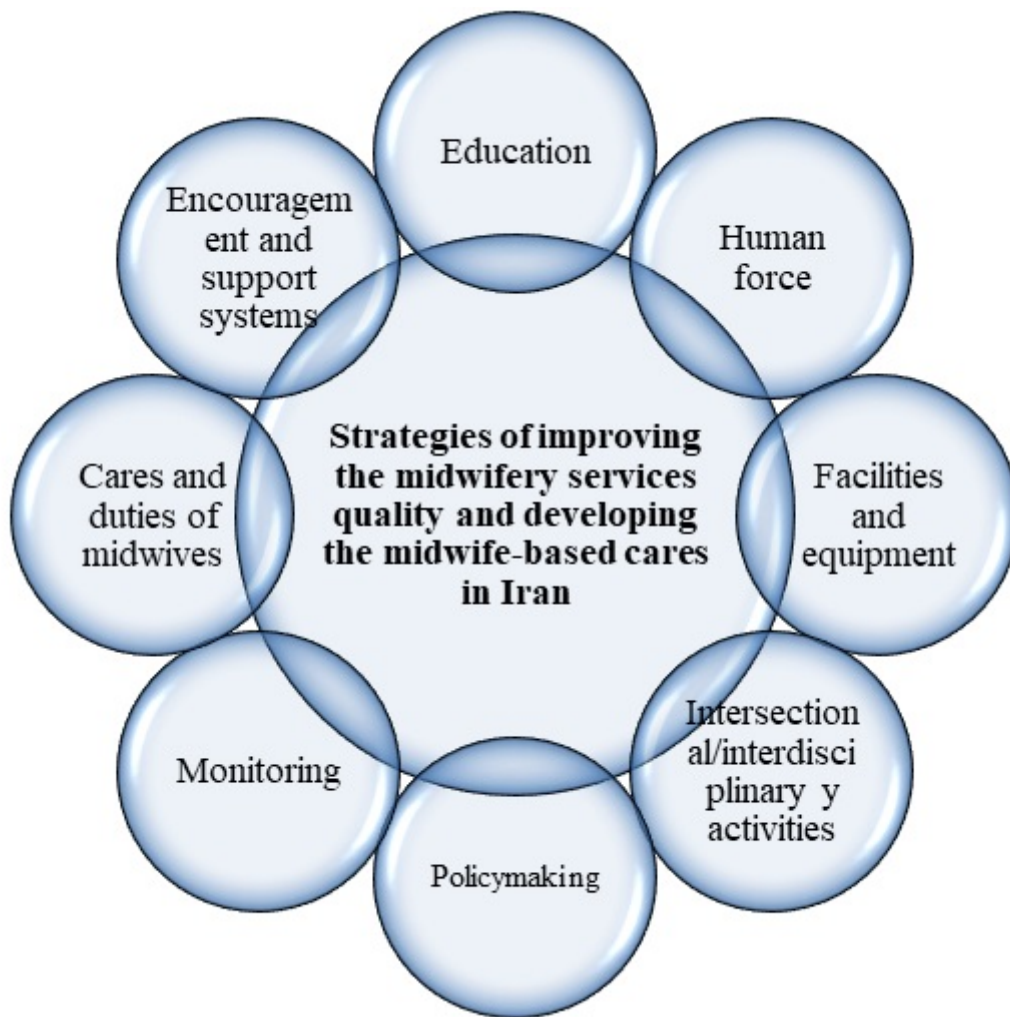 Education
Encouragem
ent and
support
systems
Human
force
Strategies of improving
the midwifery services
quality and developing
the midwife-based cares
in Iran
Cares and
duties of
midwives
Facilities
and
equipment
Monitoring
Intersection
al/interdisci
plinary y
activities
Policymaking